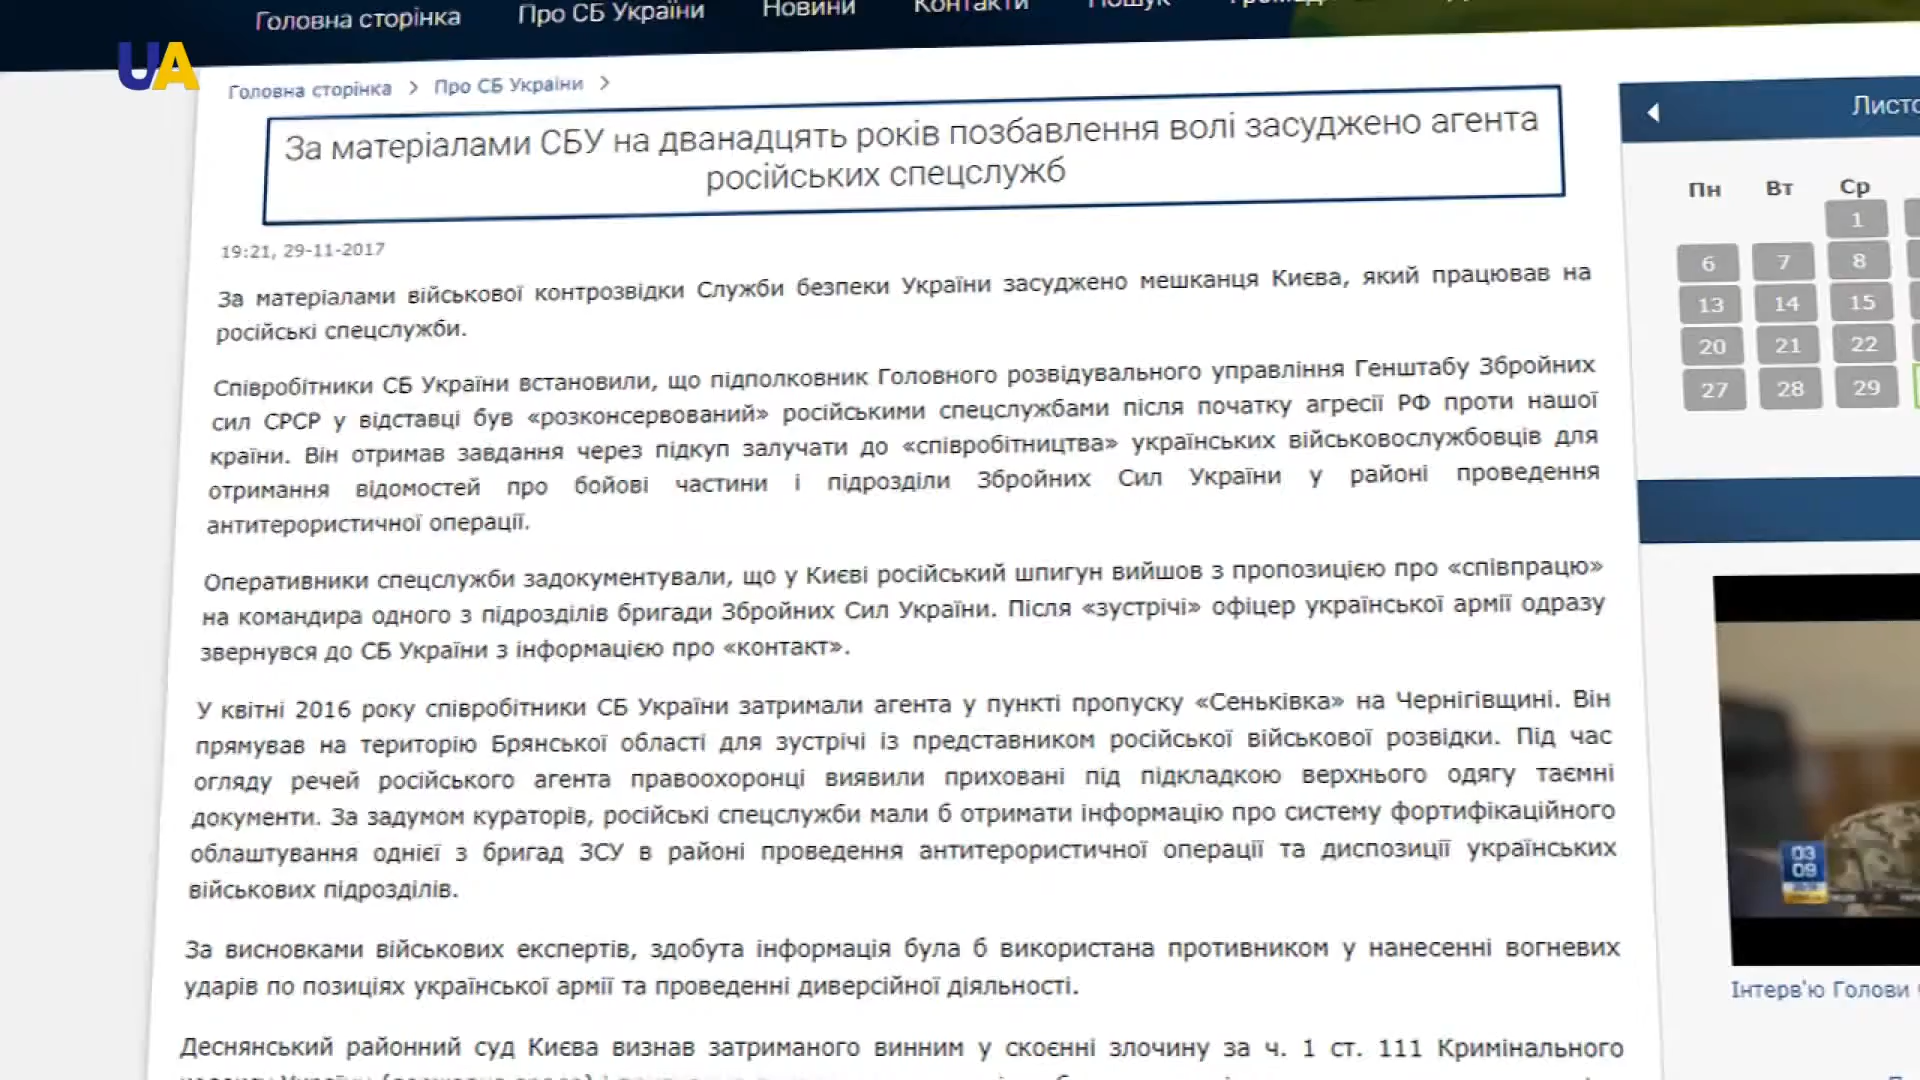 Головна сторінка Про СБ України Новини Контакти Пошук
UA
Головна сторінка > Про СБ України >
За матеріалами СБУ на дванадцять років позбавлення волі засуджено агента
російських спецслужб
19:21, 29-11-2017
За матеріалами військової контрозвідки Служби безпеки України засуджено мешканця Києва, який працював на
російські спецслужби.
Співробітники СБ України встановили, що підполковник Головного розвідувального управління Генштабу Збройних
сил СРСР у відставці був «розконсервований» російськими спецслужбами після початку агресії РФ проти нашої
країни. Він отримав завдання через підкуп залучати до «співробітництва» українських військовослужбовців для
отримання відомостей про бойові частини і підрозділи Збройних Сил України у районі проведення
антитерористичної операції.
Оперативники спецслужби задокументували, що у Києві російський шпигун вийшов з пропозицією про «співпрацю»
на командира одного з підрозділів бригади Збройних Сил України. Після «зустрічі» офіцер української армії одразу
звернувся до СБ України з інформацією про «контакт».
У квітні 2016 року співробітники СБ України затримали агента у пункті пропуску «Сеньківка» на Чернігівщині. Він
прямував на територію Брянської області для зустрічі із представником російської військової розвідки. Під час
огляду речей російського агента правоохоронці виявили приховані під підкладкою верхнього одягу таємні
документи. За задумом кураторів, російські спецслужби мали б отримати інформацію про систему фортифікаційного
облаштування однієї з бригад ЗСУ в районі проведення антитерористичної операції та диспозиції українських
військових підрозділів.
За висновками військових експертів, здобута інформація була б використана противником у нанесенні вогневих
ударів по позиціях української армії та проведенні диверсійної діяльності.
Деснянський районний суд Києва визнав затриманого винним у скоєнні злочину за ч. 1 ст. 111 Кримінального
Листо
Пн Вт Ср
1
6 7 8
13 14 15
20 21 22
27 28 29
03
09
Інтерв'ю Голови